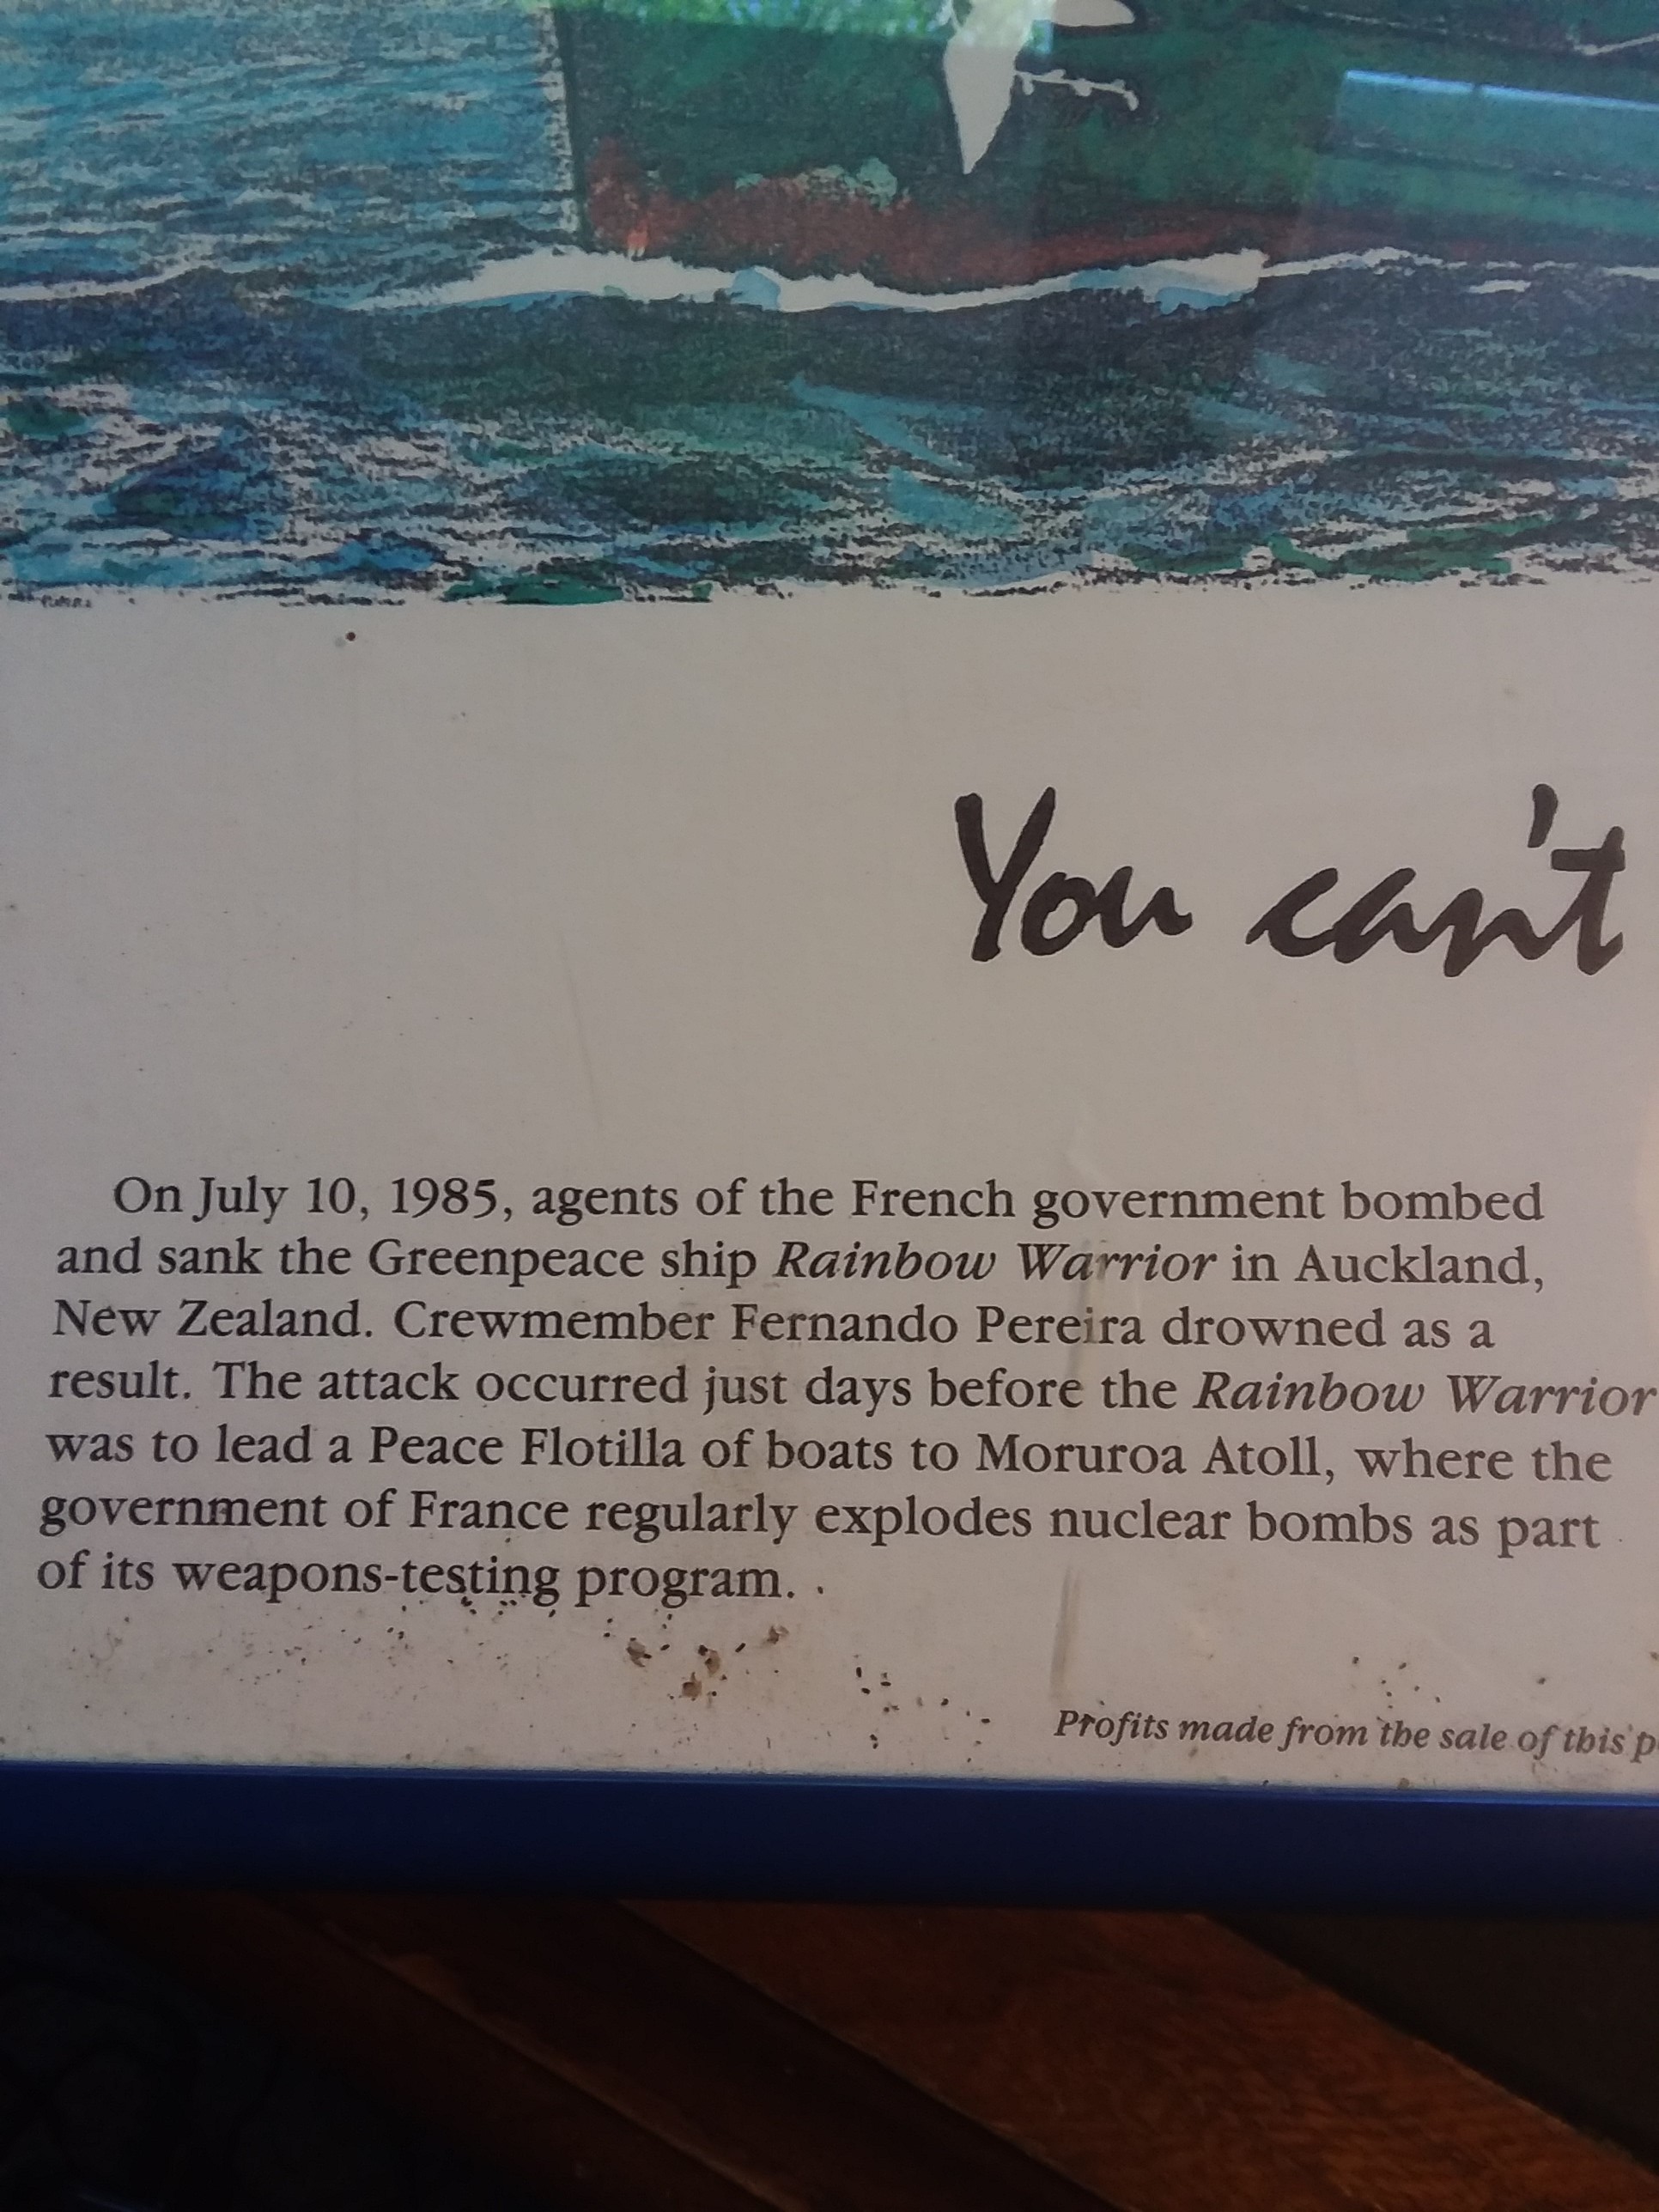 You can't
On July 10, 1985, agents of the French government bombed
and sank the Greenpeace ship Rainbow Warrior in Auckland,
New Zealand. Crewmember Fernando Pereira drowned as a
result. The attack occurred just days before the Rainbow Warrior
was to lead a Peace Flotilla of boats to Moruroa Atoll, where the
government of France regularly explodes nuclear bombs as part
of its weapons-testing program.
Profits made from the sale of this